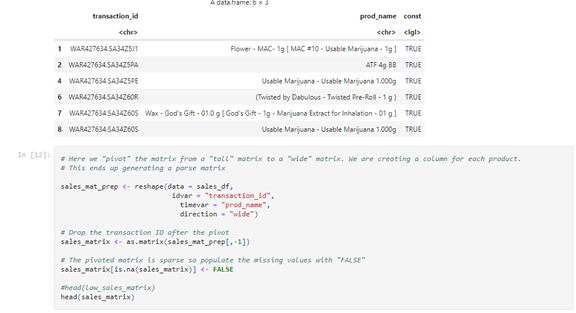 A data.frame: 6 × 3
transaction_id prod_name const
<chr> <chr> <lgl>
1 WAR427634.SA34Z5J1 Flower - MAC- 1g [ MAC #10 - Usable Marijuana - 1g ] TRUE
2 WAR427634.SA34Z5PA ATF 4g BB TRUE
4 WAR427634.SA34Z5PE Usable Marijuana - Usable Marijuana 1.000g TRUE
6 WAR427634.SA34Z60R (Twisted by Dabulous - Twisted Pre-Roll - 1 g ) TRUE
7 WAR427634.SA34Z60S Wax - God's Gift - 01.0 g [ God's Gift - 1g - Marijuana Extract for Inhalation - 01 g ] TRUE
8 WAR427634.SA34Z60S Usable Marijuana - Usable Marijuana 1.000g TRUE
In [12]:
# Here we "pivot" the matrix from a "tall" matrix to a "wide" matrix. We are creating a column for each product.
# This ends up generating a parse matrix
sales_mat_prep <- reshape(data = sales_df,
idvar = "transaction_id",
timevar = "prod_name",
direction = "wide")
# Drop the transaction ID after the pivot
sales_matrix <- as.matrix(sales_mat_prep[,-1])
# The pivoted matrix is sparse so populate the missing values with "FALSE"
sales_matrix[is.na(sales_matrix)] <- FALSE
#head(low_sales_matrix)
head(sales_matrix)